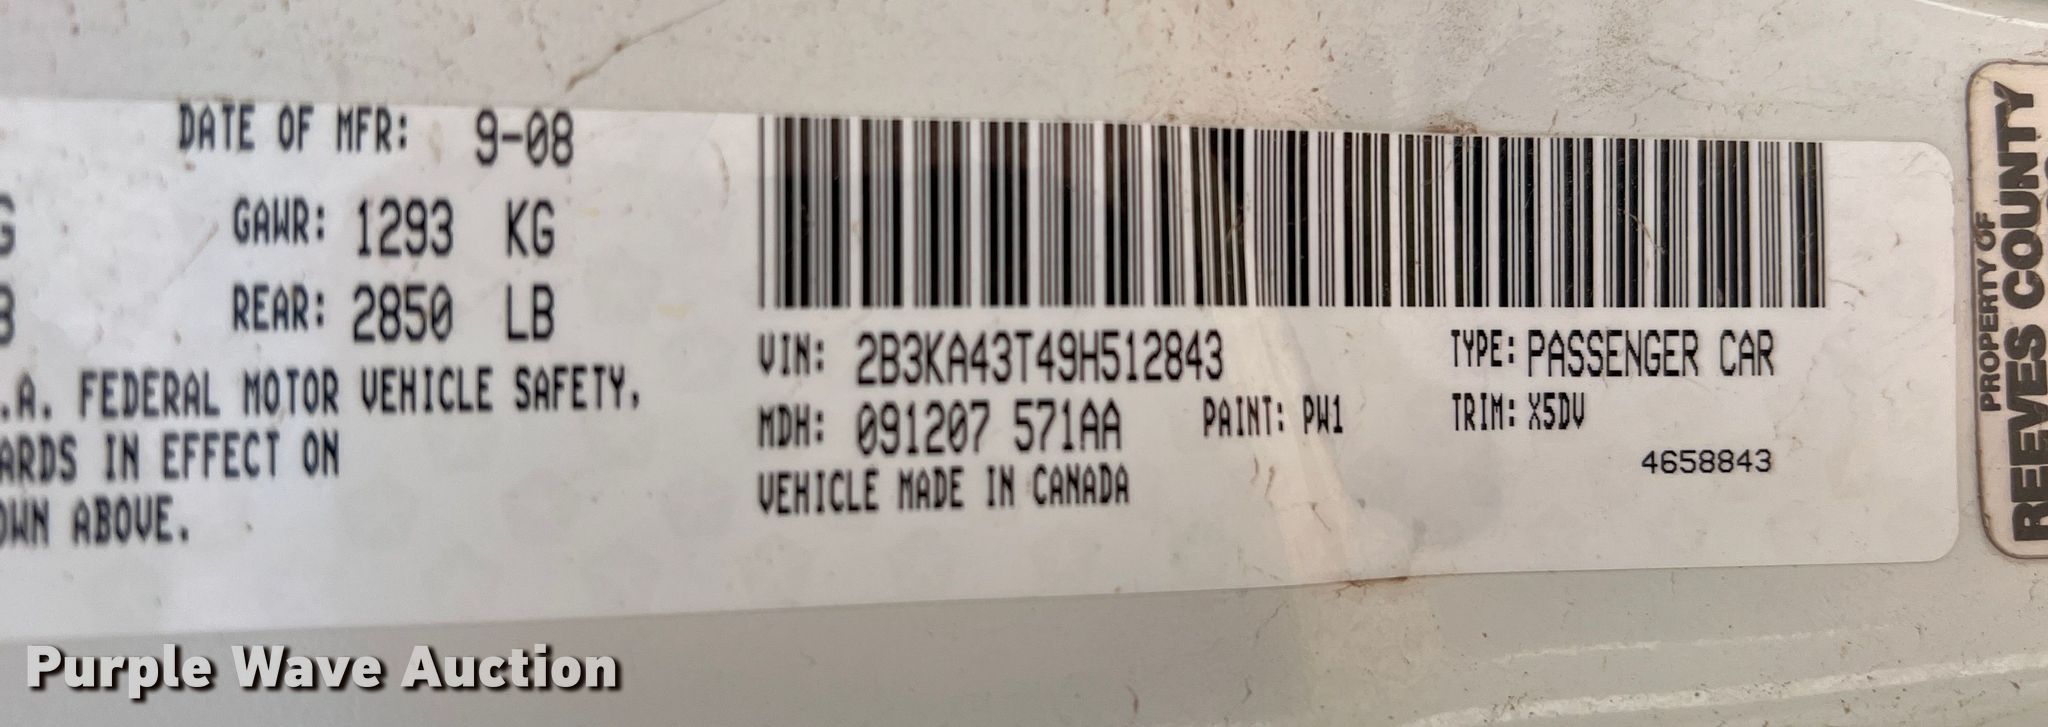 DATE OF MFR: 9-08
G GAWR: 1293 KG
B REAR: 2850 LB
.A. FEDERAL MOTOR VEHICLE SAFETY,
ARDS IN EFFECT ON
OWN ABOVE.
VIN: 2B3KA43T49H512843 TYPE: PASSENGER CAR
MDH: 091207 571AA PAINT: PW1 TRIM: X5DV
VEHICLE MADE IN CANADA 4658843
PROPERTY OF
REEVES COUNTY
Purple Wave Auction